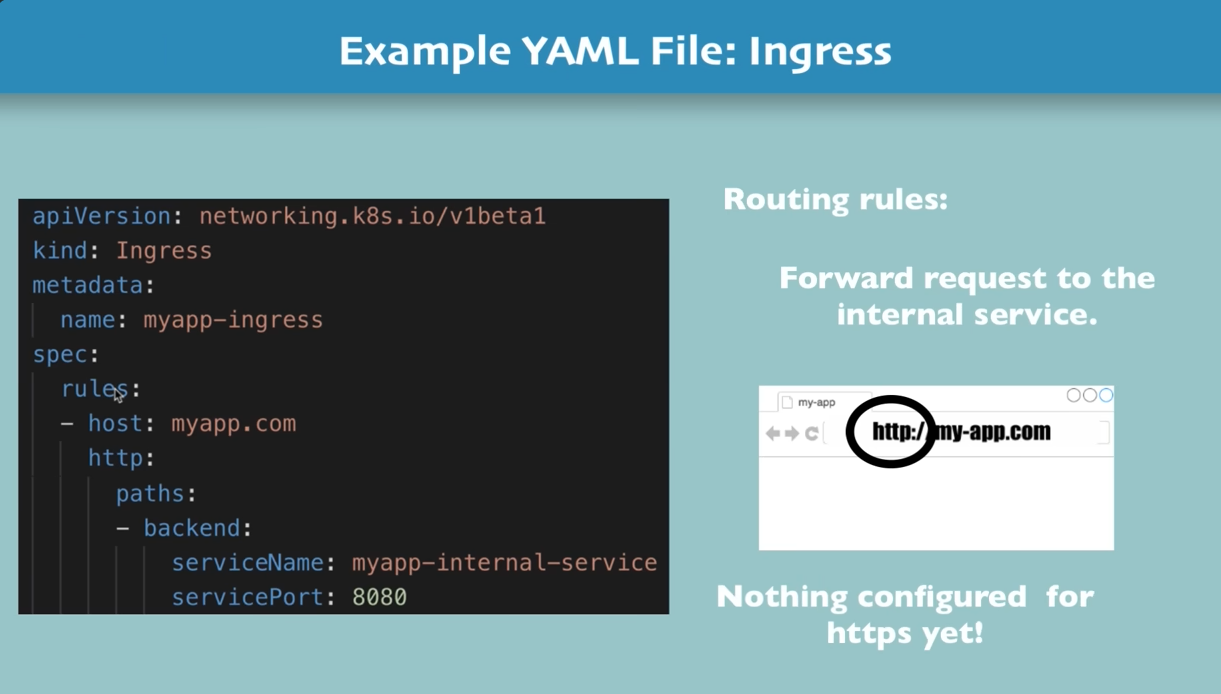 Example YAML File: Ingress
apiVersion: networking.k8s.io/v1beta1
kind: Ingress
metadata:
  name: myapp-ingress
spec:
  rules:
  - host: myapp.com
    http:
      paths:
      - backend:
          serviceName: myapp-internal-service
          servicePort: 8080
Routing rules:
Forward request to the
internal service.
my-app
http://my-app.com
Nothing configured for
https yet!